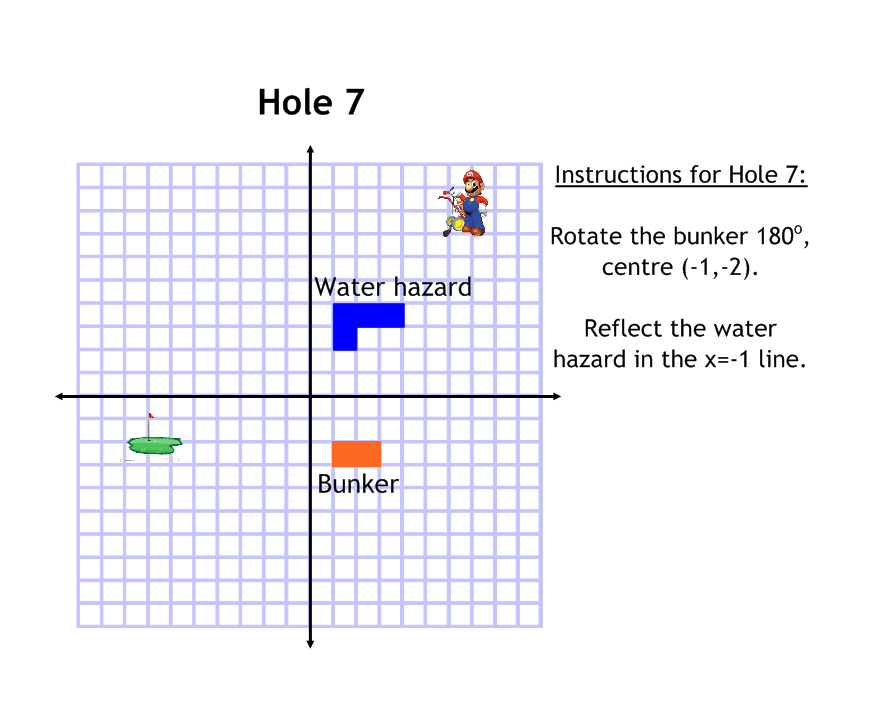 Hole 7
Instructions for Hole 7:
Rotate the bunker 180º,
centre (-1,-2).
Reflect the water
hazard in the x=-1 line.
Water hazard
Bunker